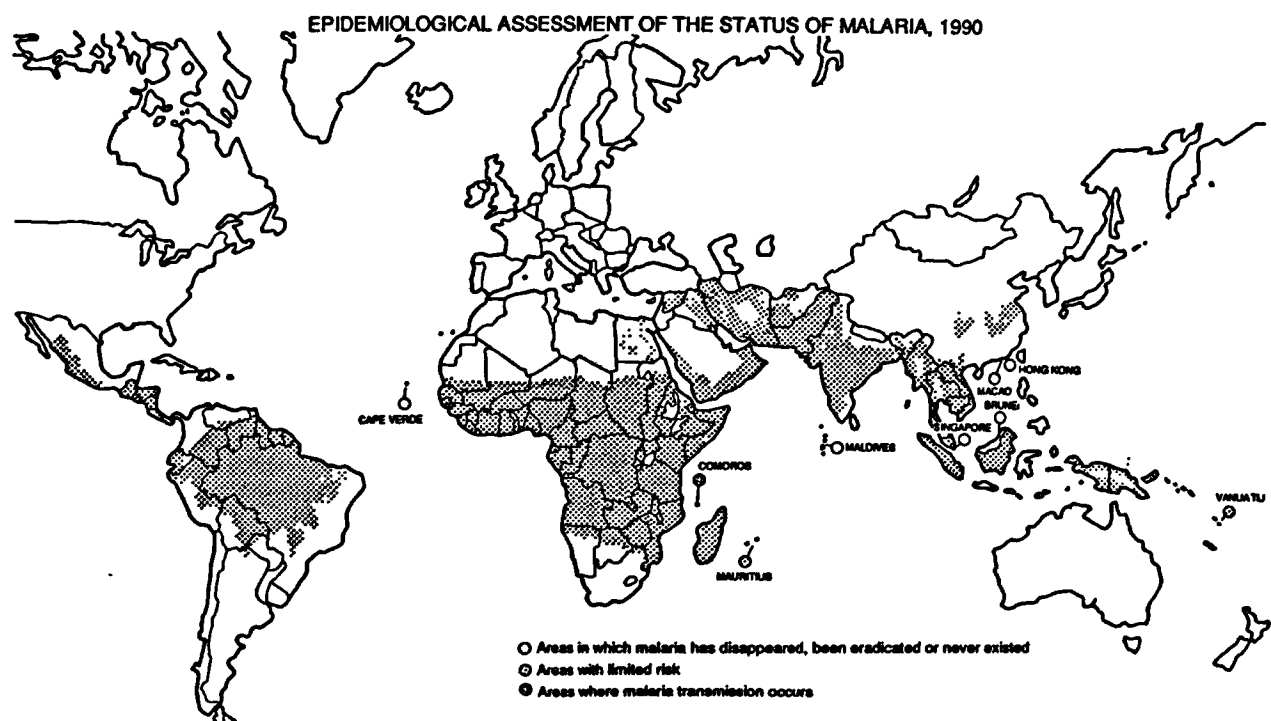 EPIDEMIOLOGICAL ASSESSMENT OF THE STATUS OF MALARIA, 1990
HONG KONG
MACAO
BRUNEI
CAPE VERDE
SINGAPORE
MALDIVES
COMOROS
VANUATU
MAURITIUS
Areas in which malaria has disappeared, been eradicated or never existed
Areas with limited risk
Areas where malaria transmission occurs